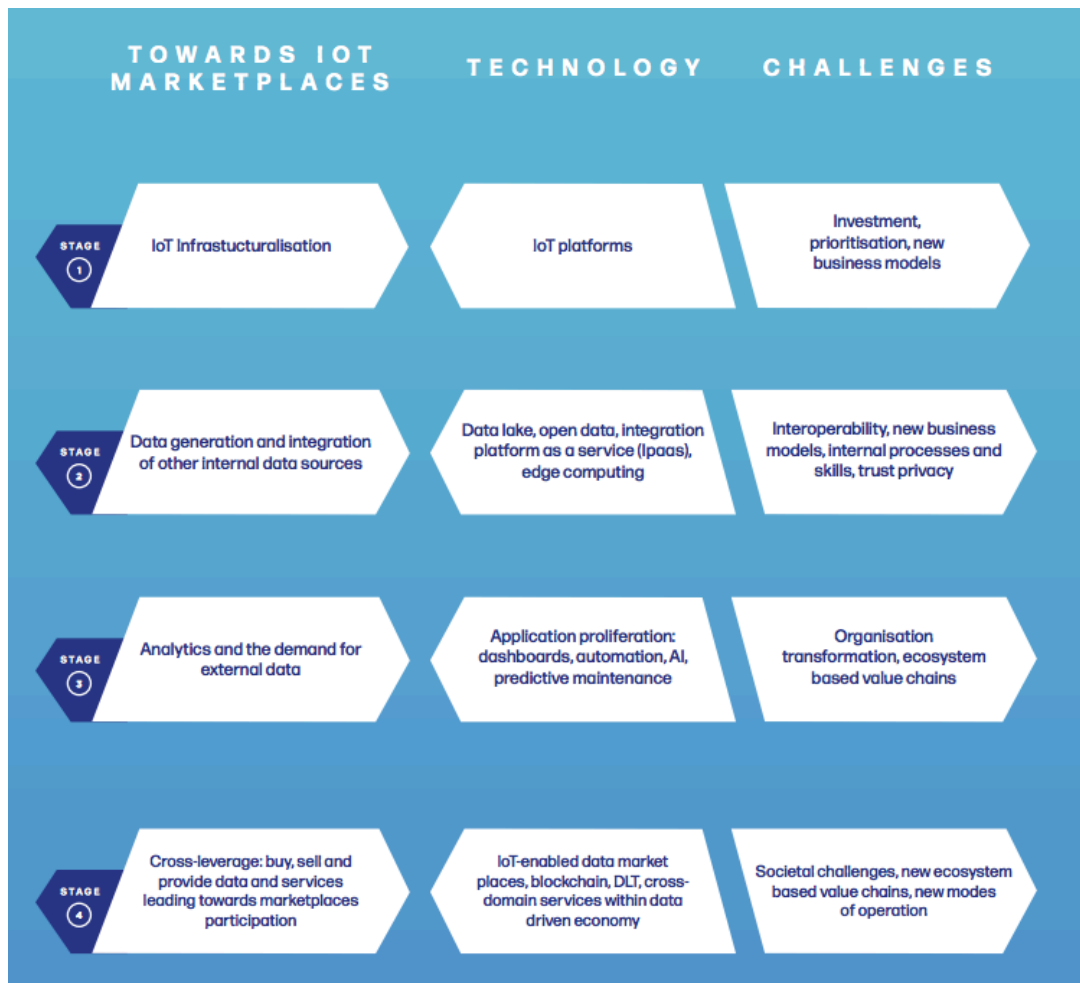 TOWARDS IOT
MARKETPLACES
TECHNOLOGY
CHALLENGES
STAGE
1
IoT Infrastucturalisation
IoT platforms
Investment,
prioritisation, new
business models
STAGE
2
Data generation and integration
of other internal data sources
Data lake, open data, integration
platform as a service (Ipaas),
edge computing
Interoperability, new business
models, internal processes and
skills, trust privacy
STAGE
3
Analytics and the demand for
external data
Application proliferation:
dashboards, automation, AI,
predictive maintenance
Organisation
transformation, ecosystem
based value chains
STAGE
4
Cross-leverage: buy, sell and
provide data and services
leading towards marketplaces
participation
IoT-enabled data market
places, blockchain, DLT, cross-
domain services within data
driven economy
Societal challenges, new ecosystem
based value chains, new modes
of operation